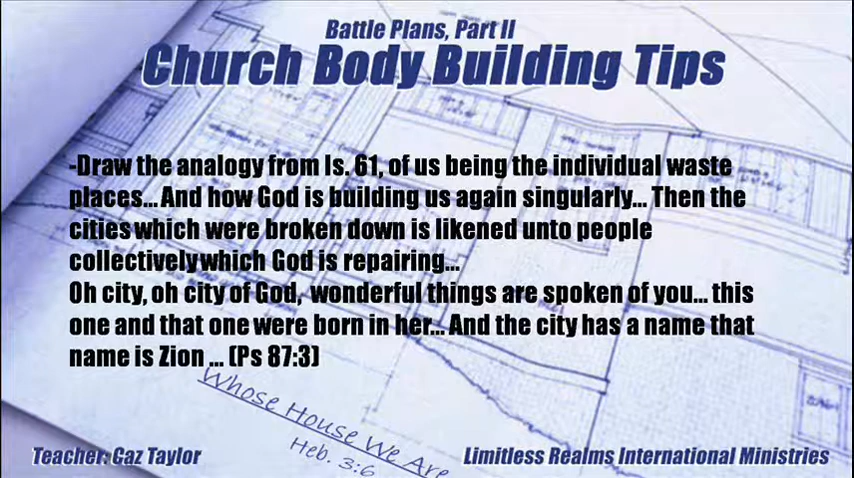 Battle Plans, Part II
Church Body Building Tips
-Draw the analogy from Is. 61, of us being the individual waste
places... And how God is building us again singularly... Then the
cities which were broken down is likened unto people
collectivelywhich God is repairing...
Oh city, oh city of God, wonderful things are spoken of you... this
one and that one were born in her... And the city has a name that
name is Zion ... (Ps 87:3)
Whose House We Are
Heb. 3:6
Teacher: Caz Taylor
Limitless Realms International Ministries